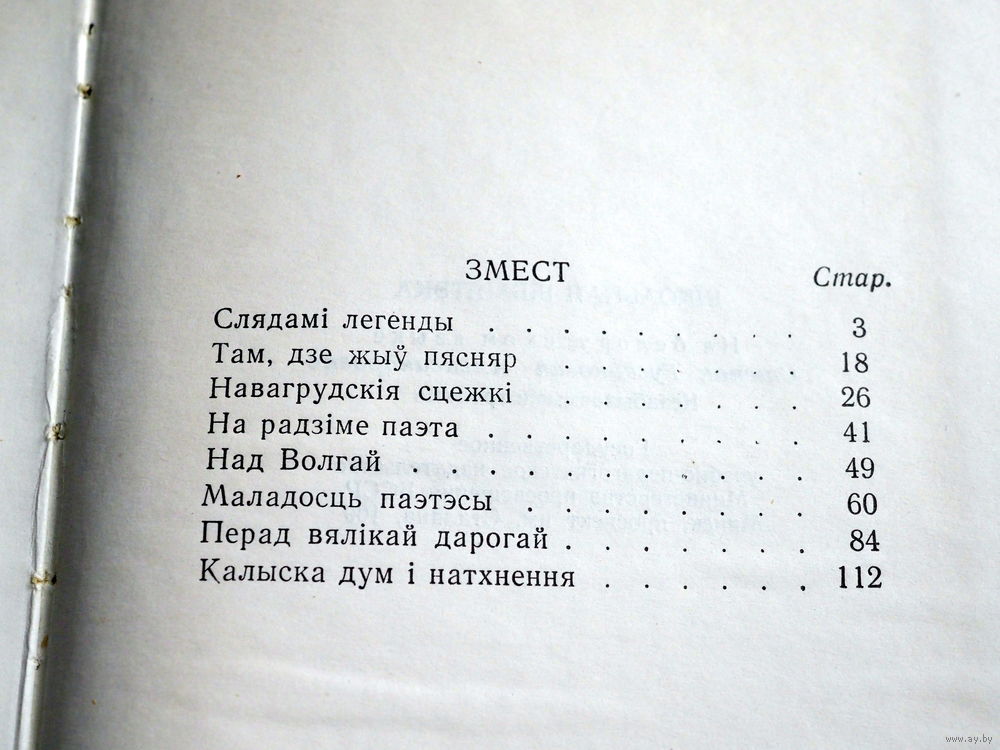 ЗМЕСТ
Стар.
Слядамі легенды . . . . . . . . 3
Там, дзе жыў пясняр 18
Навагрудскія сцежкі . . . . . 26
На радзіме паэта . . . . . . . . 41
Над Волгай . . . . . . . . . 49
Маладосць паэтэсы . . . . . . . 60
Перад вялікай дарогай . . . . . . . 84
Қалыска дум і натхнення . . . . . . 112
www.ay.by